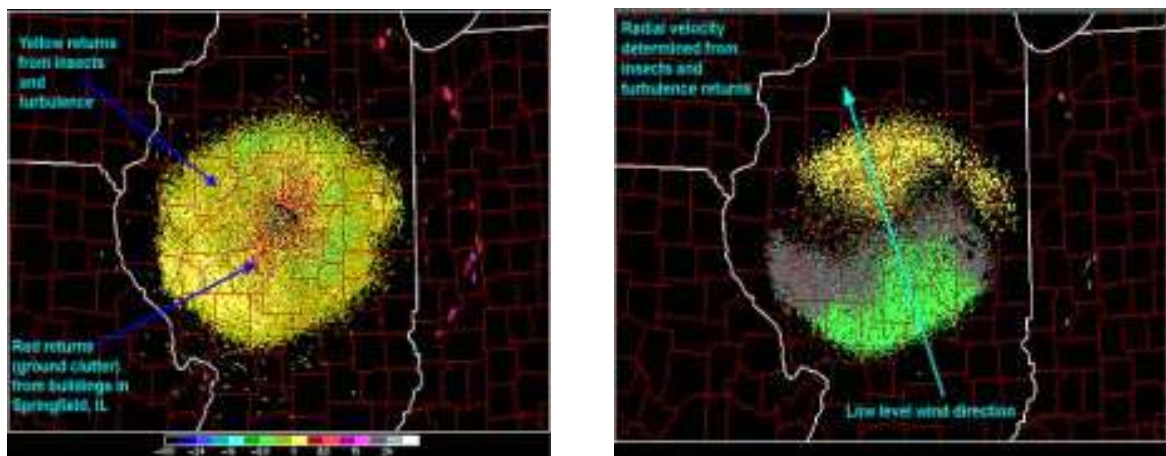 Yellow returns
from insects
and
turbulence
Red returns
(ground clutter)
from buildings in
Springfield, IL
Radial velocity
determined from
insects and
turbulence returns
Low level wind direction